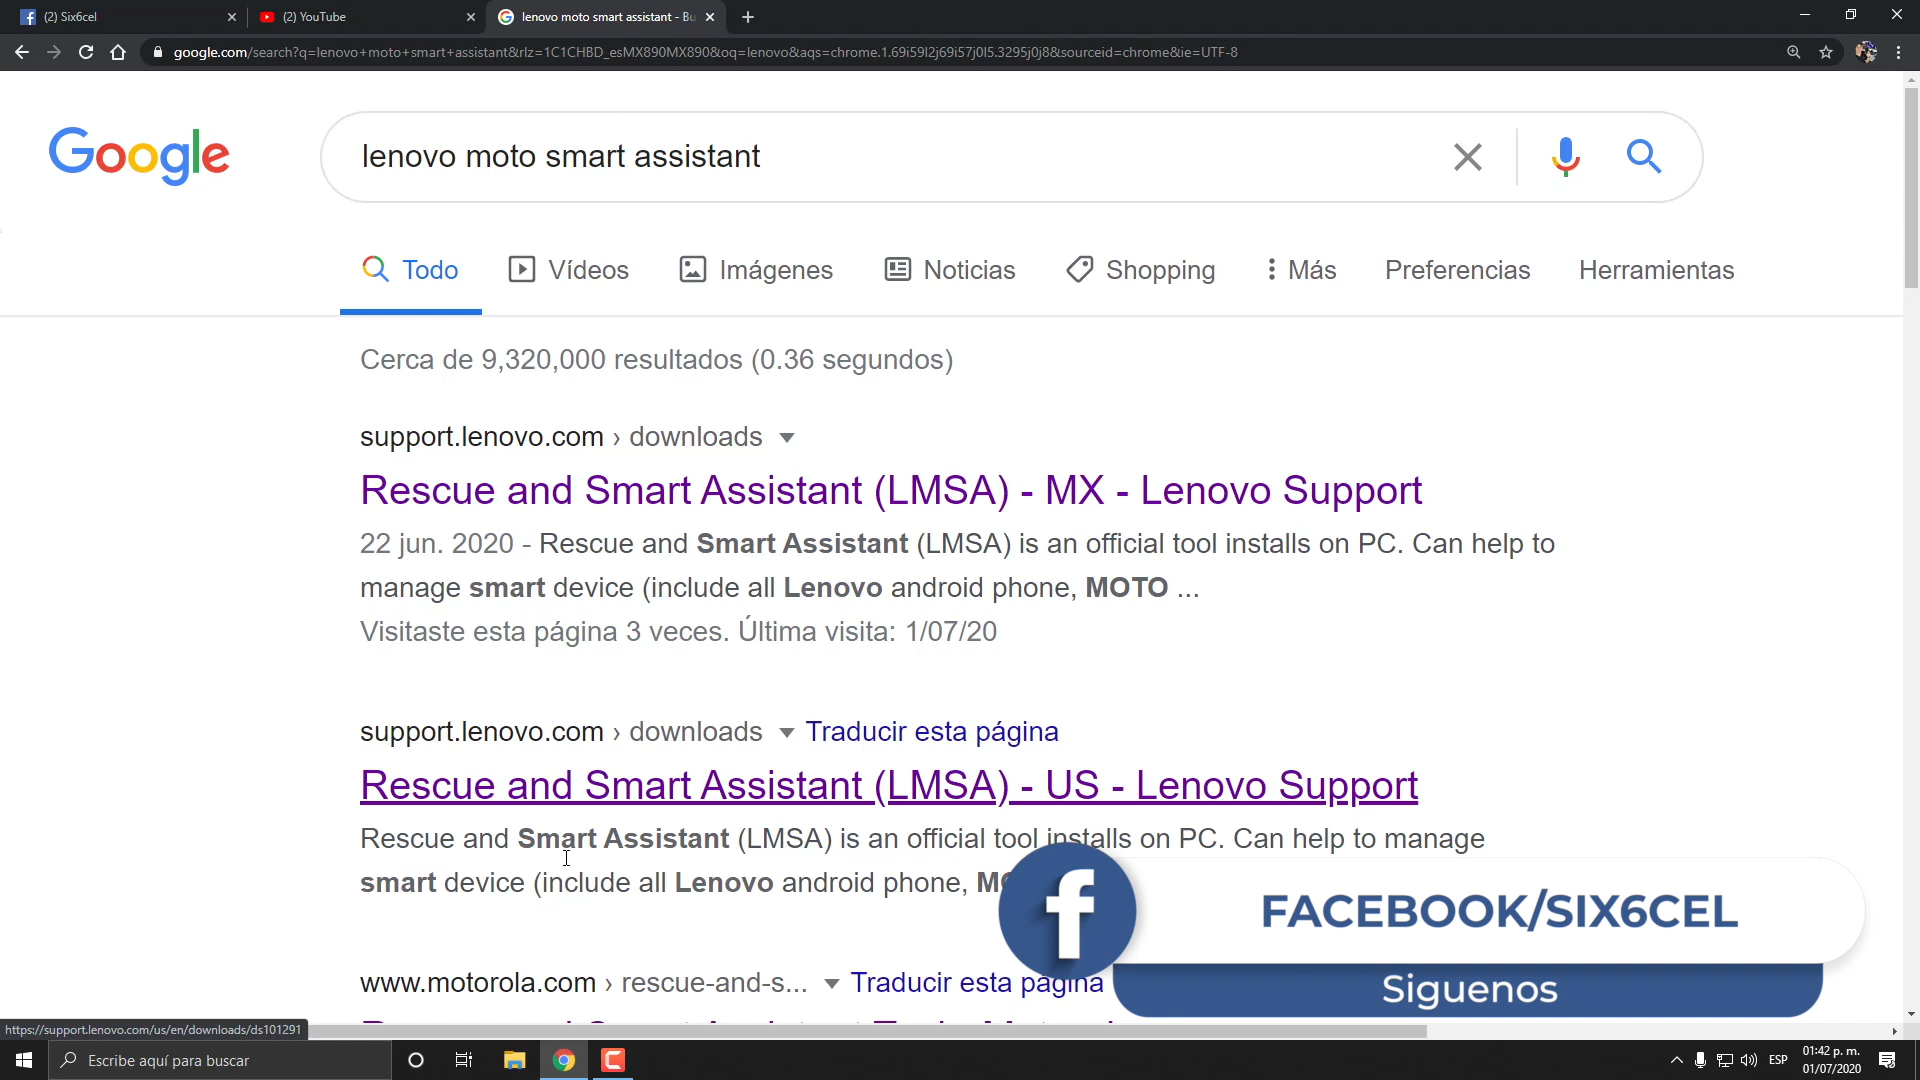 (2) Six6cel
(2) YouTube
lenovo moto smart assistant - Bu
google.com/search?q=lenovo+moto+smart+assistant&rlz=1C1CHBD_esMX890MX890&oq=lenovo&aqs=chrome.1.69i59l2j69i57j0l5.3295j0j8&sourceid=chrome&ie=UTF-8
Google
lenovo moto smart assistant
Todo
Vídeos
Imágenes
Noticias
Shopping
Más
Preferencias
Herramientas
Cerca de 9,320,000 resultados (0.36 segundos)
support.lenovo.com › downloads
Rescue and Smart Assistant (LMSA) - MX - Lenovo Support
22 jun. 2020 - Rescue and Smart Assistant (LMSA) is an official tool installs on PC. Can help to
manage smart device (include all Lenovo android phone, MOTO ...
Visitaste esta página 3 veces. Última visita: 1/07/20
support.lenovo.com › downloads Traducir esta página
Rescue and Smart Assistant (LMSA) - US - Lenovo Support
Rescue and Smart Assistant (LMSA) is an official tool installs on PC. Can help to manage
smart device (include all Lenovo android phone,
FACEBOOK/SIX6CEL
Siguenos
www.motorola.com › rescue-and-s... Traducir esta página
https://support.lenovo.com/us/en/downloads/ds101291
Escribe aquí para buscar
ESP
01:42 p. m.
01/07/2020